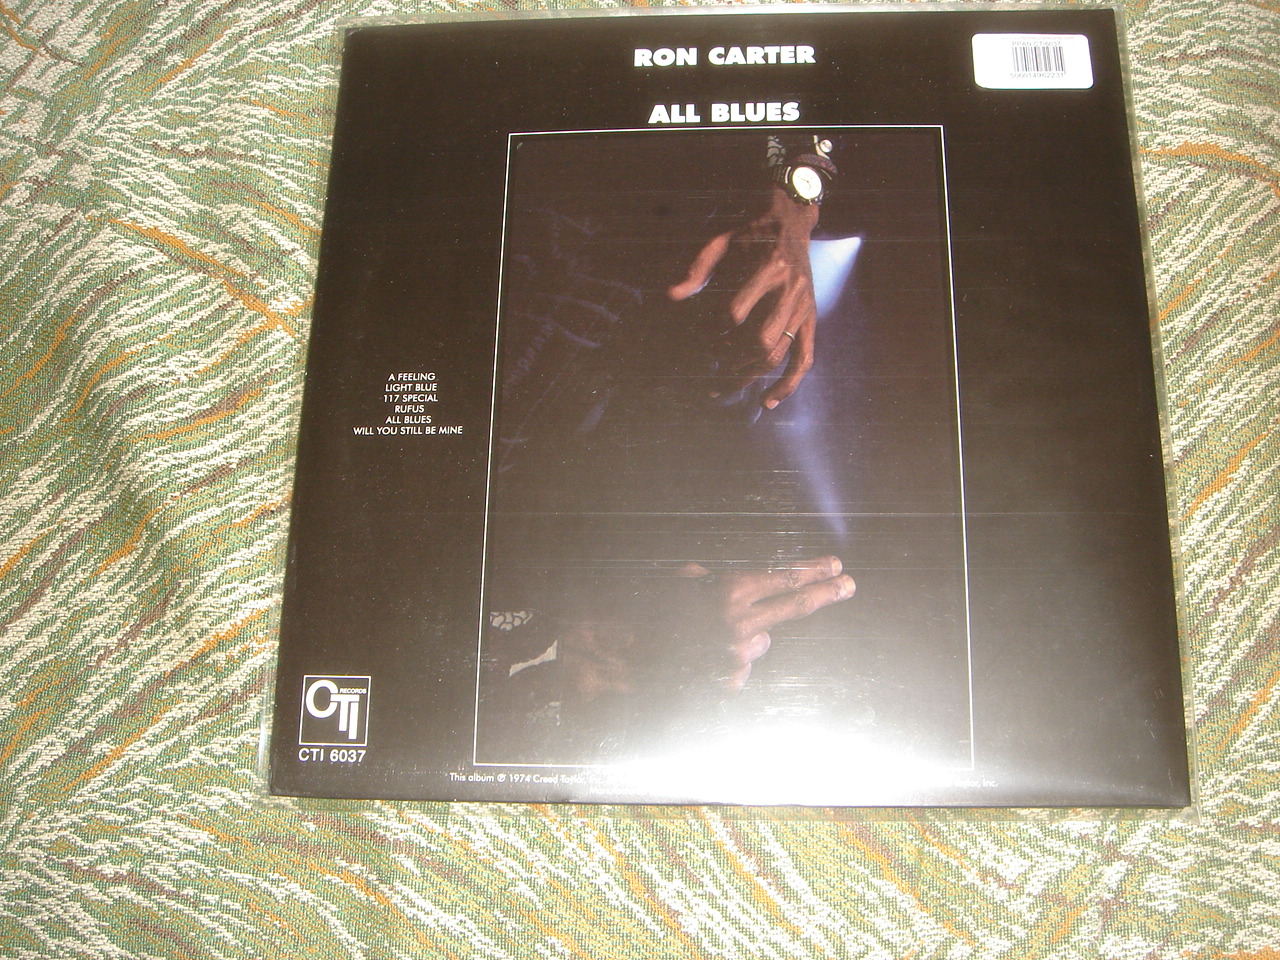 RON CARTER
ALL BLUES
A FEELING
LIGHT BLUE
117 SPECIAL
RUFUS
ALL BLUES
WILL YOU STILL BE MINE
CTI
RECORDS
CTI 6037
This album ℗ 1974 Creed Taylor, Inc.